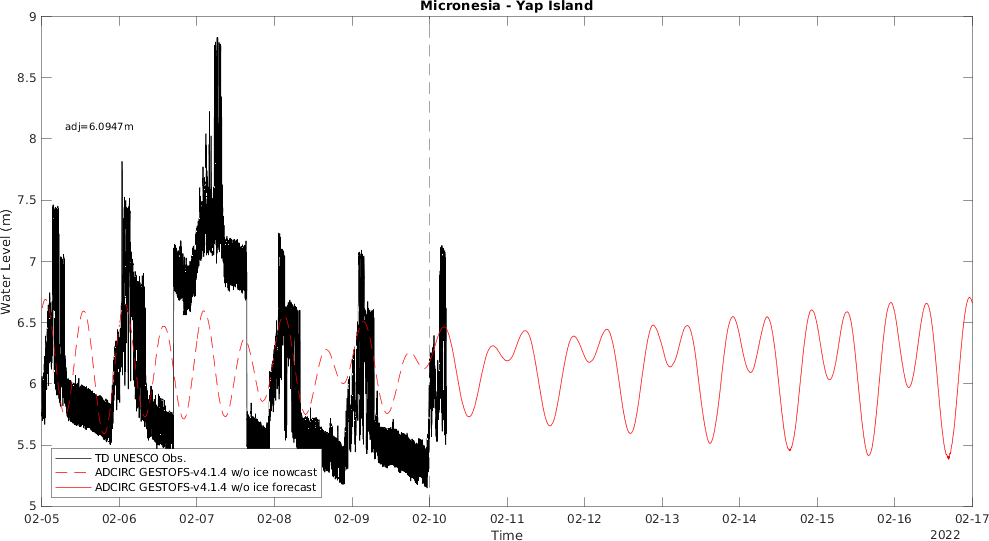 Micronesia - Yap Island
9
8.5
8
7.5
7
6.5
6
5.5
5
Water Level (m)
adj=6.0947m
TD UNESCO Obs.
ADCIRC GESTOFS-v4.1.4 w/o ice nowcast
ADCIRC GESTOFS-v4.1.4 w/o ice forecast
02-05 02-06 02-07 02-08 02-09 02-10 02-11 02-12 02-13 02-14 02-15 02-16 02-17
Time
2022